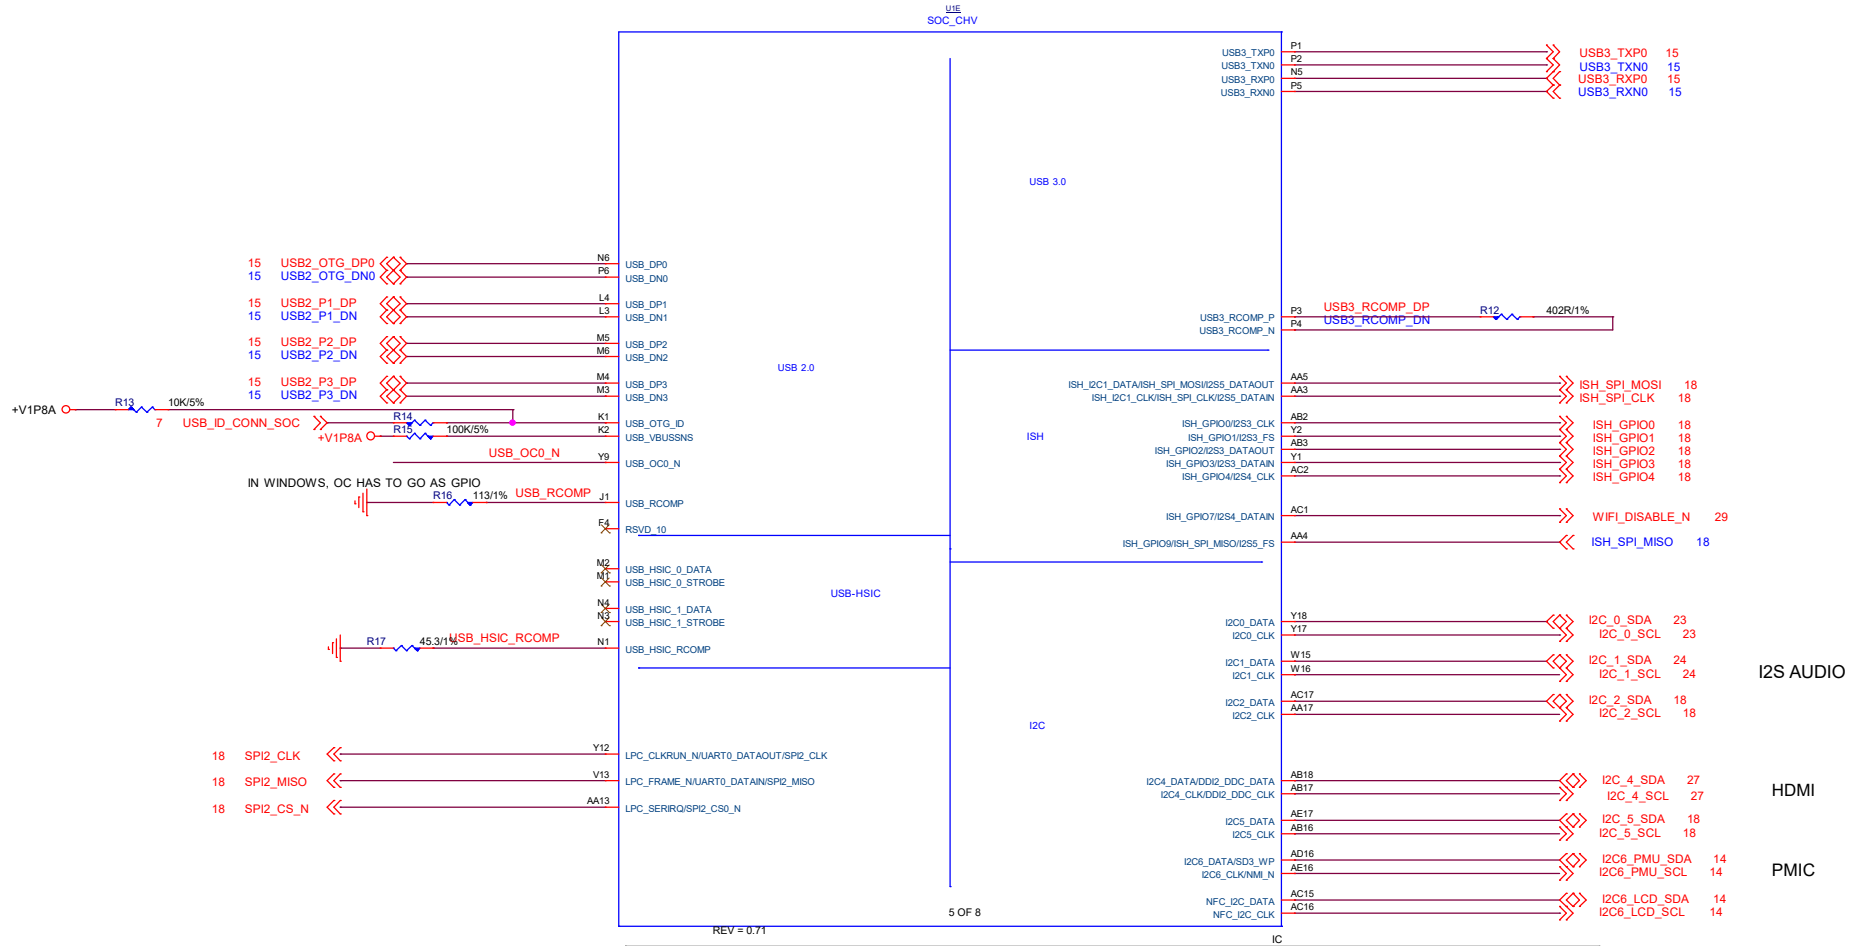 U1E
SOC_CHV
USB3_TXP0 P1 USB3_TXP0 15
USB3_TXN0 P2 USB3_TXN0 15
USB3_RXP0 N5 USB3_RXP0 15
USB3_RXN0 P5 USB3_RXN0 15
USB 3.0
15 USB2_OTG_DP0 N6 USB_DP0
15 USB2_OTG_DN0 P6 USB_DN0
15 USB2_P1_DP L4 USB_DP1
15 USB2_P1_DN L3 USB_DN1
USB3_RCOMP_P P3 USB3_RCOMP_DP R12 402R/1%
USB3_RCOMP_N P4 USB3_RCOMP_DN
15 USB2_P2_DP M5 USB_DP2
15 USB2_P2_DN M6 USB_DN2
USB 2.0
15 USB2_P3_DP M4 USB_DP3
15 USB2_P3_DN M3 USB_DN3
ISH_I2C1_DATA/ISH_SPI_MOSI/I2S5_DATAOUT AA5 ISH_SPI_MOSI 18
ISH_I2C1_CLK/ISH_SPI_CLK/I2S5_DATAIN AA3 ISH_SPI_CLK 18
+V1P8A R13 10K/5%
7 USB_ID_CONN_SOC R14 K1 USB_OTG_ID
+V1P8A R15 100K/5% K2 USB_VBUSSNS
ISH
ISH_GPIO0/I2S3_CLK AB2 ISH_GPIO0 18
ISH_GPIO1/I2S3_FS Y2 ISH_GPIO1 18
ISH_GPIO2/I2S3_DATAOUT AB3 ISH_GPIO2 18
ISH_GPIO3/I2S3_DATAIN Y1 ISH_GPIO3 18
ISH_GPIO4/I2S4_CLK AC2 ISH_GPIO4 18
USB_OC0_N Y9 USB_OC0_N
IN WINDOWS, OC HAS TO GO AS GPIO
R16 113/1% USB_RCOMP J1 USB_RCOMP
ISH_GPIO7/I2S4_DATAIN AC1 WIFI_DISABLE_N 29
F4 RSVD_10
ISH_GPIO9/ISH_SPI_MISO/I2S5_FS AA4 ISH_SPI_MISO 18
M2 USB_HSIC_0_DATA
M1 USB_HSIC_0_STROBE
USB-HSIC
N4 USB_HSIC_1_DATA
N3 USB_HSIC_1_STROBE
R17 45.3/1% USB_HSIC_RCOMP N1 USB_HSIC_RCOMP
I2C0_DATA Y18 I2C_0_SDA 23
I2C0_CLK Y17 I2C_0_SCL 23
I2C1_DATA W15 I2C_1_SDA 24
I2C1_CLK W16 I2C_1_SCL 24
I2S AUDIO
I2C2_DATA AC17 I2C_2_SDA 18
I2C2_CLK AA17 I2C_2_SCL 18
I2C
18 SPI2_CLK Y12 LPC_CLKRUN_N/UART0_DATAOUT/SPI2_CLK
18 SPI2_MISO V13 LPC_FRAME_N/UART0_DATAIN/SPI2_MISO
18 SPI2_CS_N AA13 LPC_SERIRQ/SPI2_CS0_N
I2C4_DATA/DDI2_DDC_DATA AB18 I2C_4_SDA 27
I2C4_CLK/DDI2_DDC_CLK AB17 I2C_4_SCL 27
HDMI
I2C5_DATA AE17 I2C_5_SDA 18
I2C5_CLK AB16 I2C_5_SCL 18
I2C6_DATA/SD3_WP AD16 I2C6_PMU_SDA 14
I2C6_CLK/NMI_N AE16 I2C6_PMU_SCL 14
PMIC
NFC_I2C_DATA AC15 I2C6_LCD_SDA 14
NFC_I2C_CLK AC16 I2C6_LCD_SCL 14
5 OF 8
REV = 0.71
IC